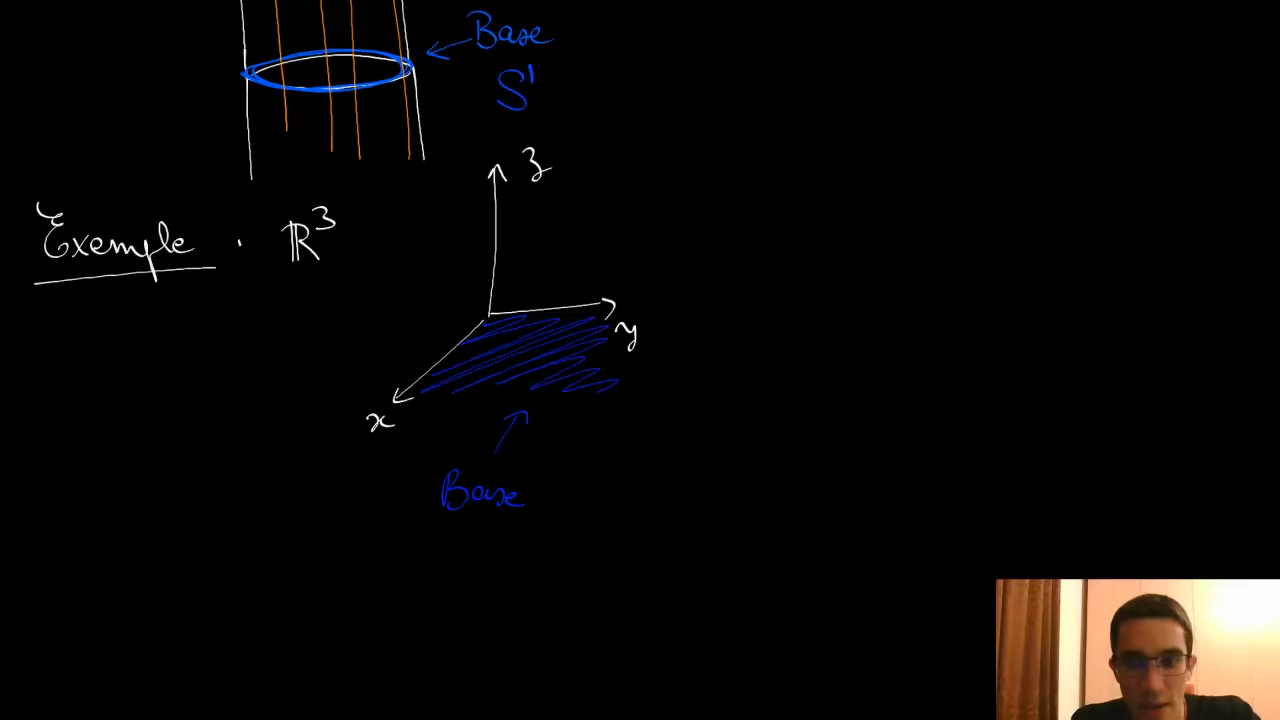 Base
S¹
z
Exemple . ℝ³
y
x
Base